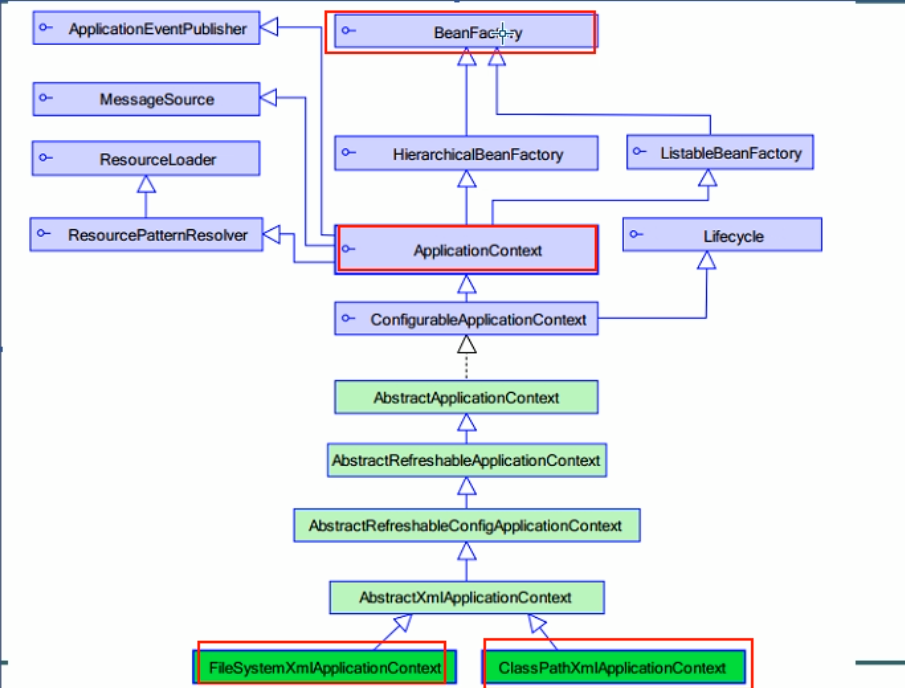 ApplicationEventPublisher
BeanFactory
MessageSource
ResourceLoader
HierarchicalBeanFactory
ListableBeanFactory
ResourcePatternResolver
ApplicationContext
Lifecycle
ConfigurableApplicationContext
AbstractApplicationContext
AbstractRefreshableApplicationContext
AbstractRefreshableConfigApplicationContext
AbstractXmlApplicationContext
FileSystemXmlApplicationContext
ClassPathXmlApplicationContext